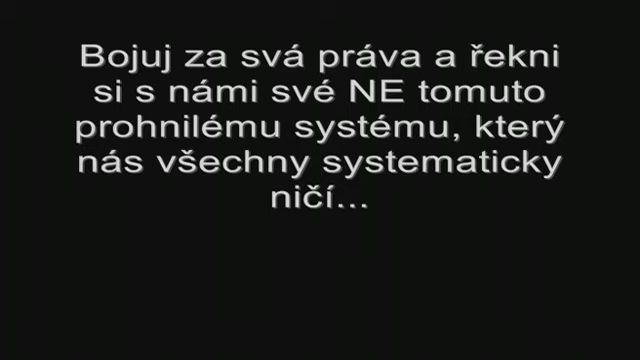 Bojuj za svá práva a řekni
si s námi své NE tomuto
prohnilému systému, který
nás všechny systematicky
ničí...